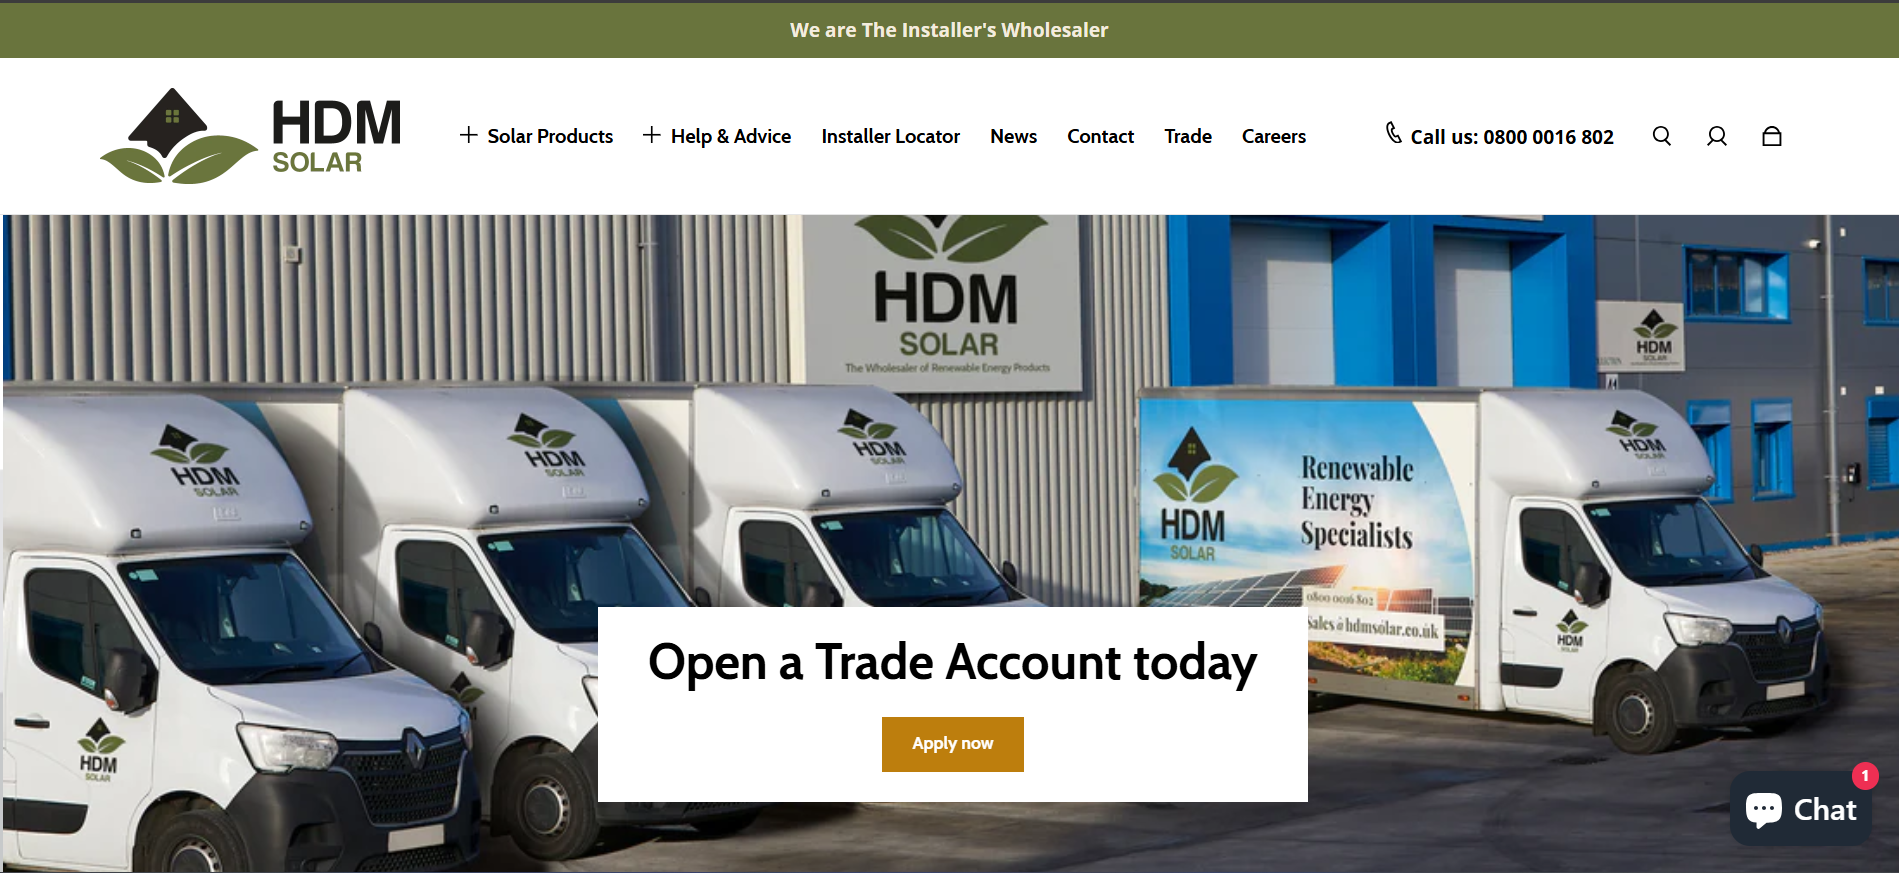 We are The Installer's Wholesaler
HDM
SOLAR
Solar Products
Help & Advice
Installer Locator
News
Contact
Trade
Careers
Call us: 0800 0016 802
HDM
SOLAR
The Wholesaler of Renewable Energy Products
HDM
SOLAR
HDM
SOLAR
HDM
SOLAR
HDM
SOLAR
HDM
SOLAR
Renewable
Energy
Specialists
0800 0016 802
Sales@hdmsolar.co.uk
HDM
SOLAR
HDM
SOLAR
HDM
SOLAR
Open a Trade Account today
Apply now
1
Chat